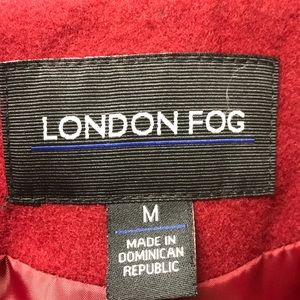 LONDON FOG
M
MADE IN
DOMINICAN
REPUBLIC